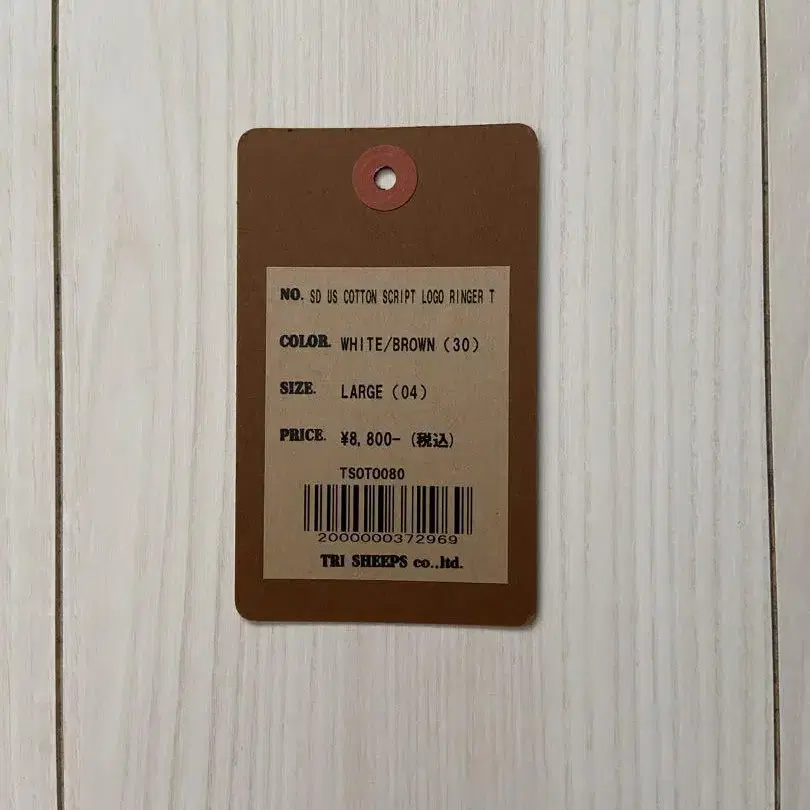 NO. SD US COTTON SCRIPT LOGO RINGER T
COLOR. WHITE/BROWN (30)
SIZE. LARGE (04)
PRICE. ¥8,800- (税込)
TSOT0080
2000000372969
TRI SHEEPS co.,ltd.